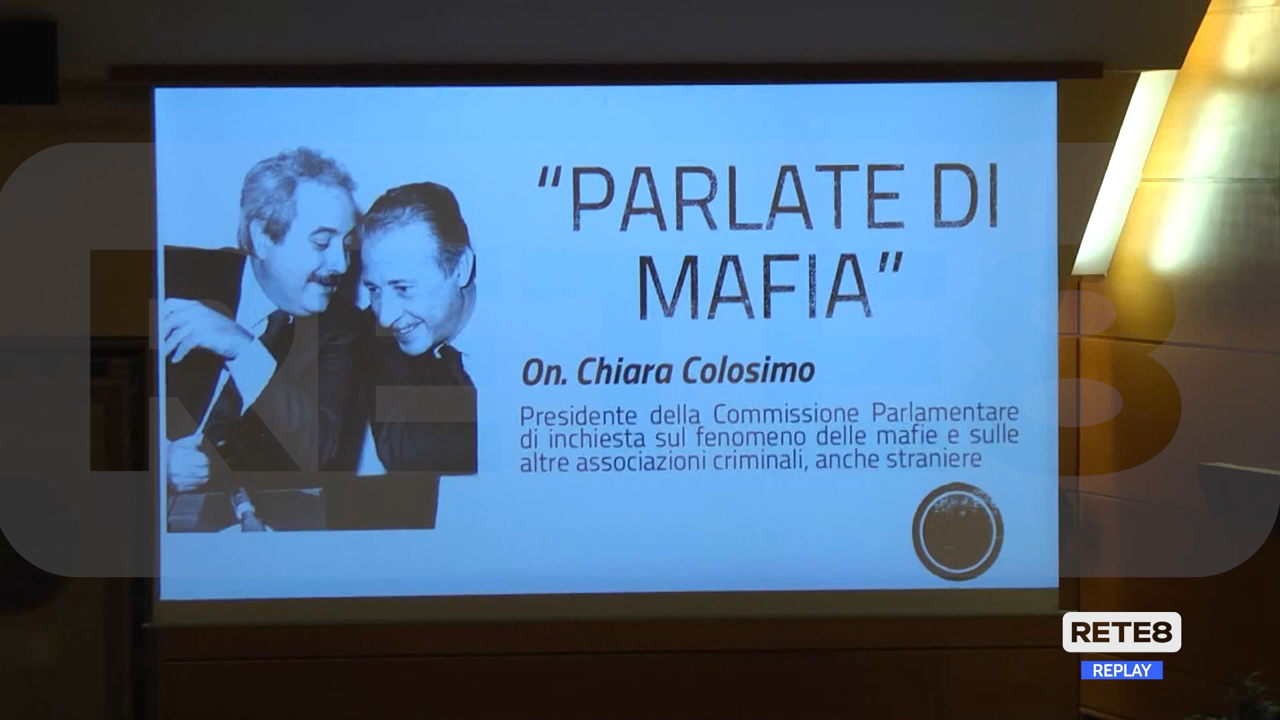 “PARLATE DI
MAFIA”
On. Chiara Colosimo
Presidente della Commissione Parlamentare
di inchiesta sul fenomeno delle mafie e sulle
altre associazioni criminali, anche straniere
RETE8
RETE8
REPLAY